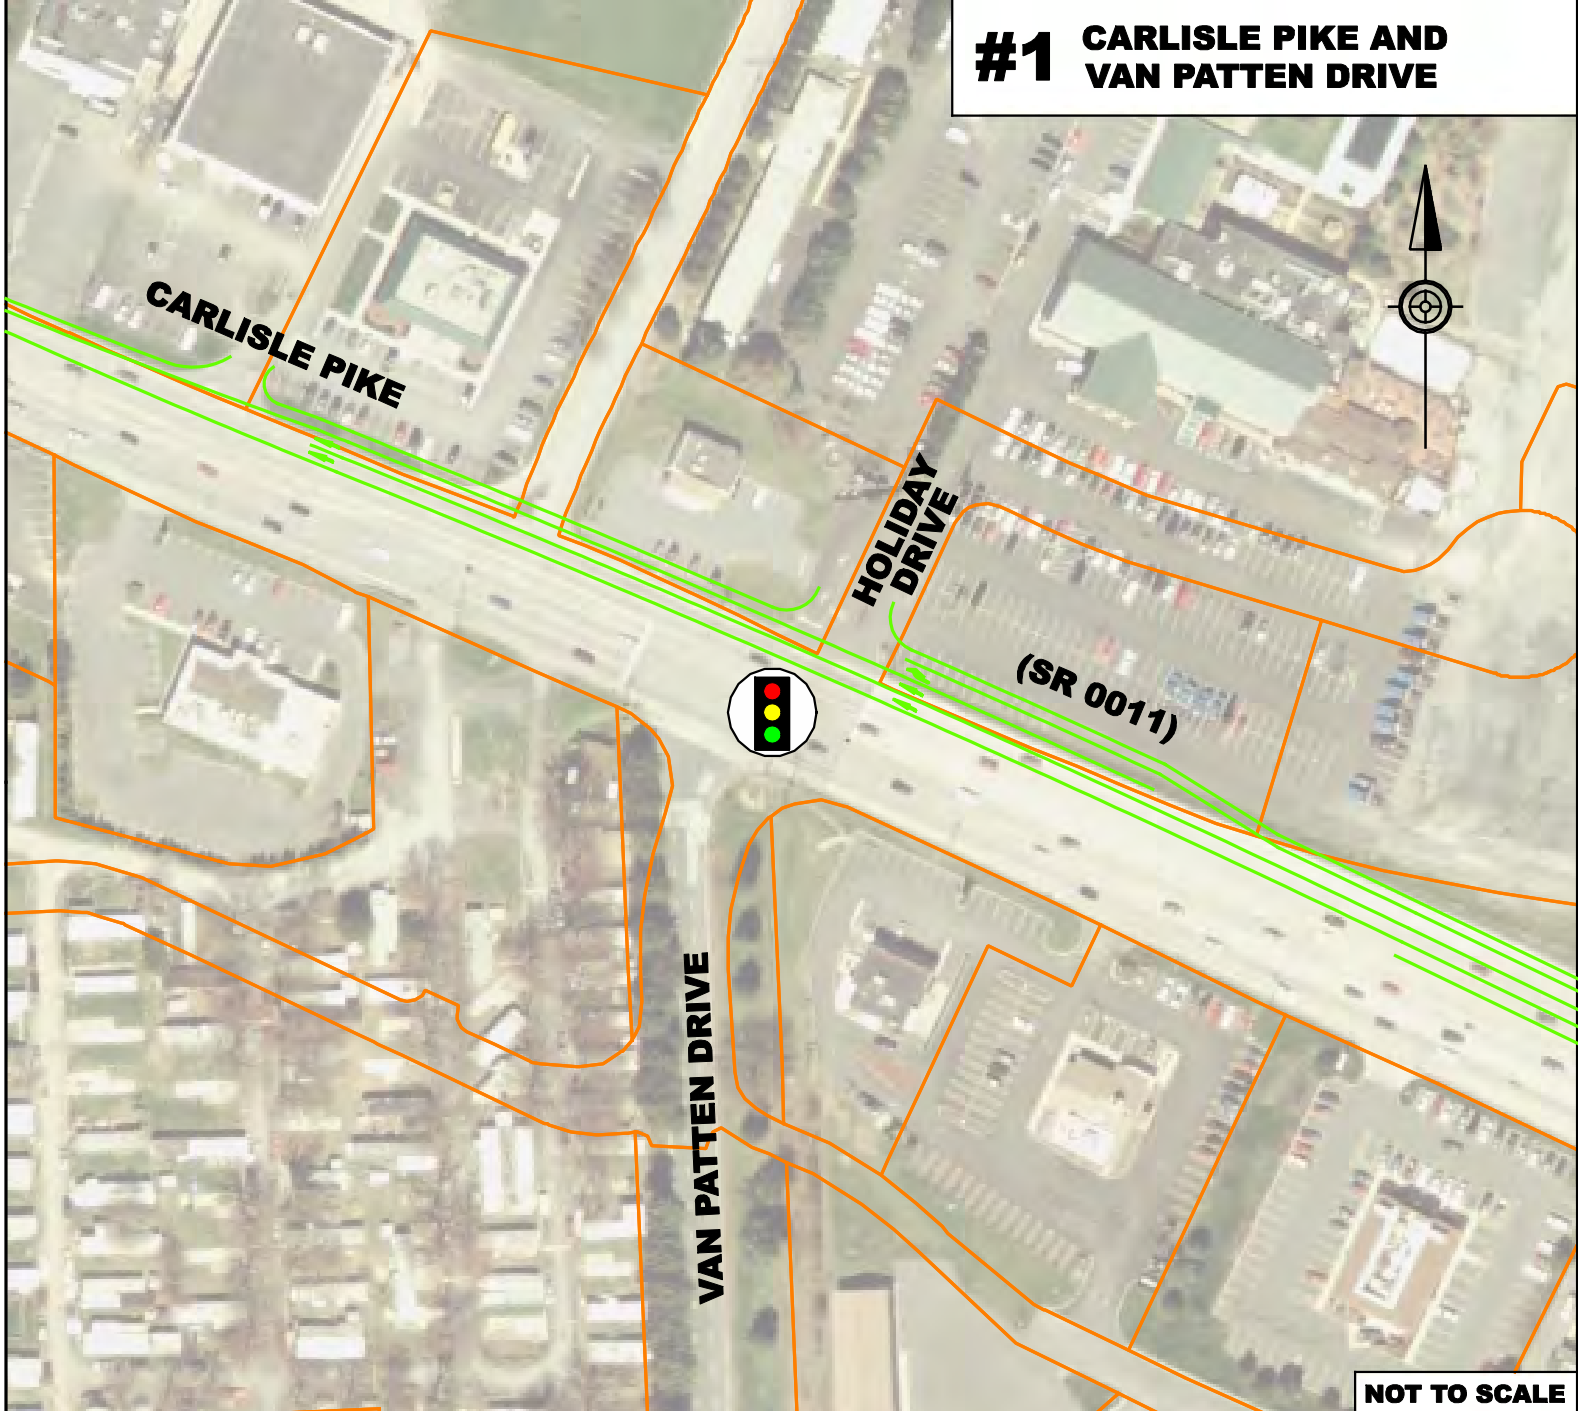 #1 CARLISLE PIKE AND
VAN PATTEN DRIVE
CARLISLE PIKE
HOLIDAY
DRIVE
(SR 0011)
VAN PATTEN DRIVE
NOT TO SCALE